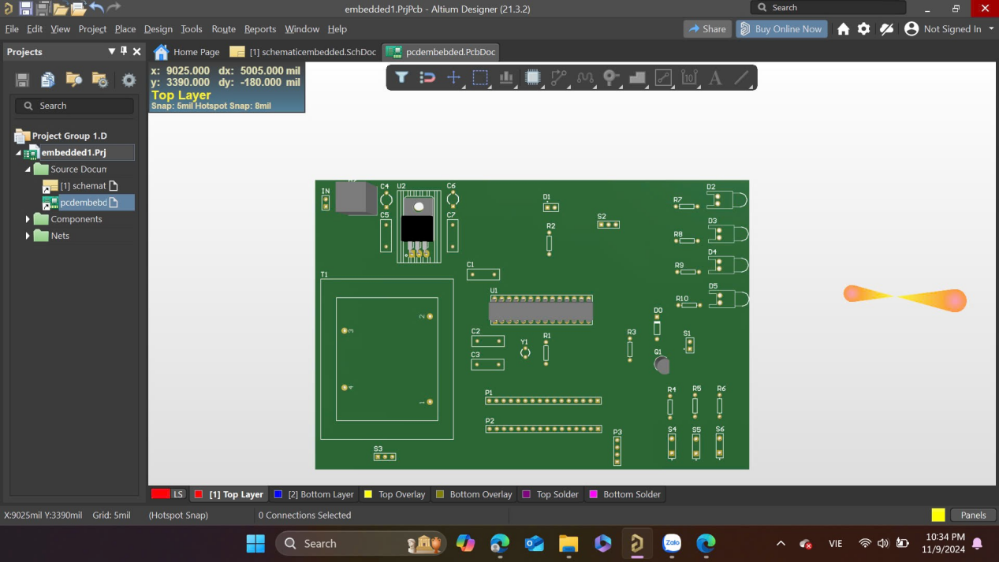 embedded1.PrjPcb - Altium Designer (21.3.2)
Search
File Edit View Project Place Design Tools Route Reports Window Help
Share
Buy Online Now
Not Signed In
Projects
Home Page
[1] schematicembedded.SchDoc
pcdembebded.PcbDoc
x: 9025.000 dx: 5005.000 mil
y: 3390.000 dy: -180.000 mil
Top Layer
Snap: 5mil Hotspot Snap: 8mil
Search
Project Group 1.D
embedded1.Prj
Source Docum
[1] schemat
pcdembebd
Components
Nets
IN
C4
U2
C6
C5
C7
D1
S2
R2
R7
D2
R8
D3
R9
D4
R10
D5
C1
T1
U1
D0
S1
C2
Y1
R1
R3
Q1
C3
2
3
4
1
P1
P2
P3
R4
R5
R6
S4
S5
S6
S3
LS
[1] Top Layer
[2] Bottom Layer
Top Overlay
Bottom Overlay
Top Solder
Bottom Solder
X:9025mil Y:3390mil Grid: 5mil (Hotspot Snap)
0 Connections Selected
Panels
Search
Zalo
VIE
10:34 PM
11/9/2024